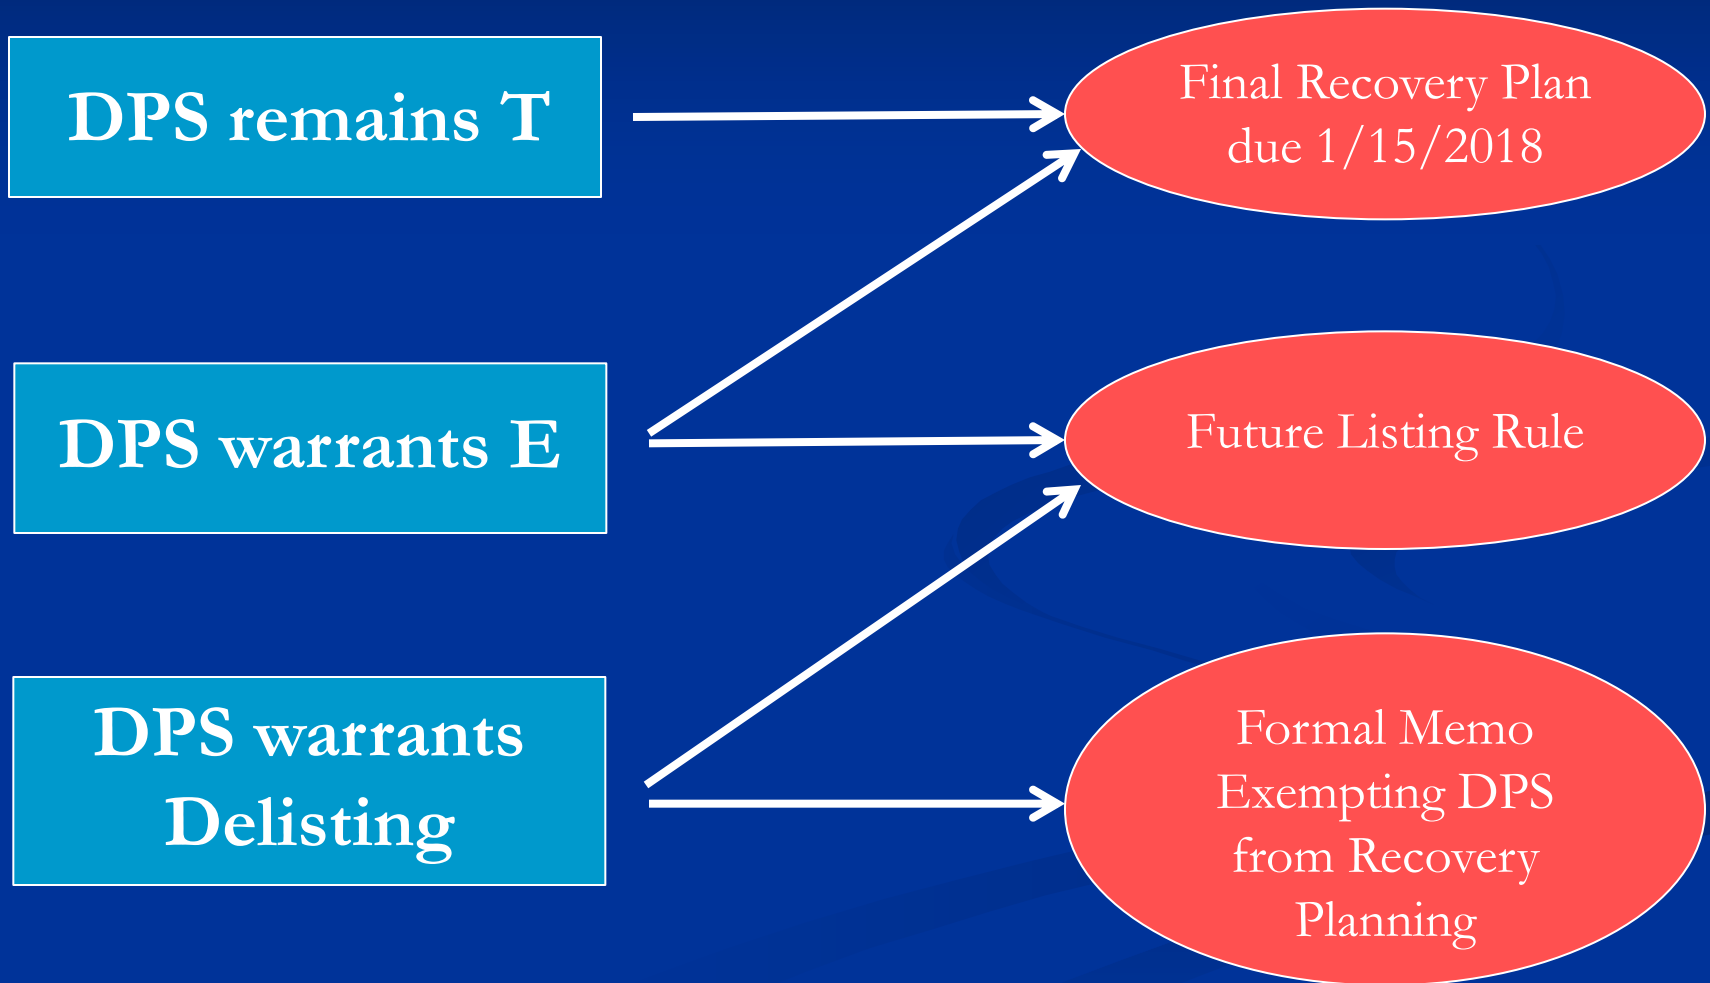 DPS remains T
Final Recovery Plan
due 1/15/2018
DPS warrants E
Future Listing Rule
DPS warrants
Delisting
Formal Memo
Exempting DPS
from Recovery
Planning